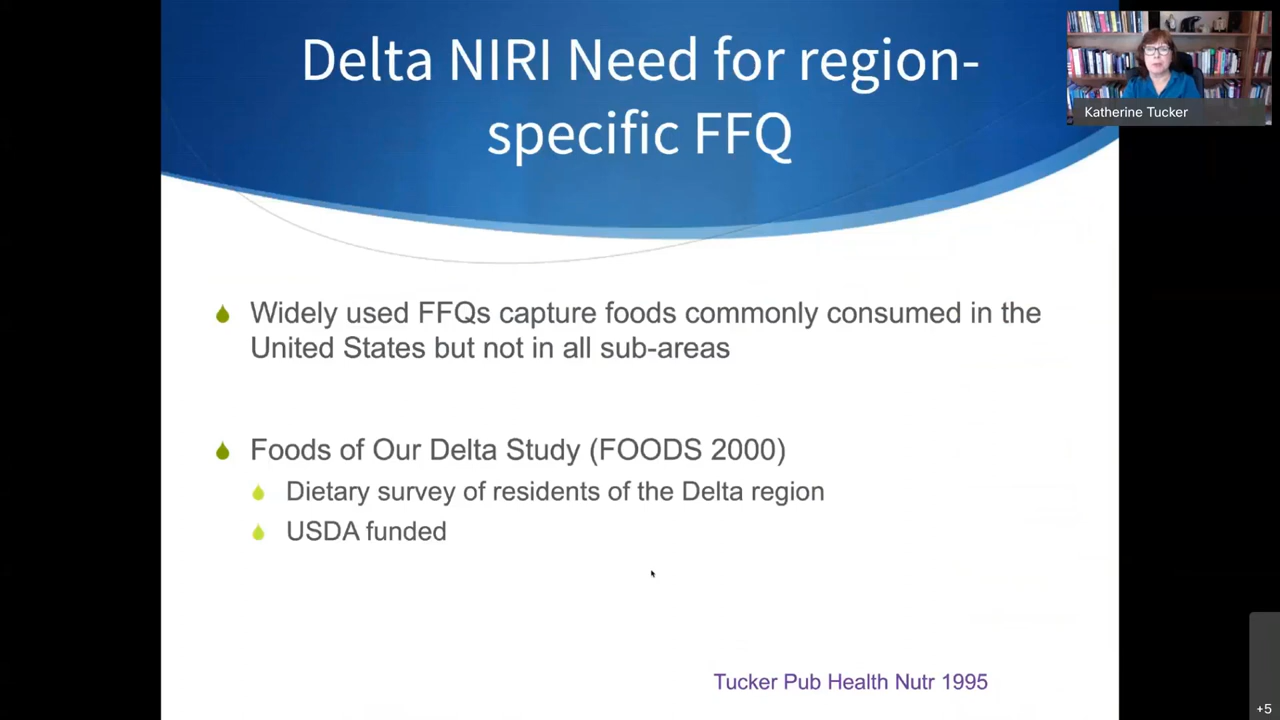 Delta NIRI Need for region-
specific FFQ
Katherine Tucker
Widely used FFQs capture foods commonly consumed in the
United States but not in all sub-areas
Foods of Our Delta Study (FOODS 2000)
Dietary survey of residents of the Delta region
USDA funded
Tucker Pub Health Nutr 1995
+5